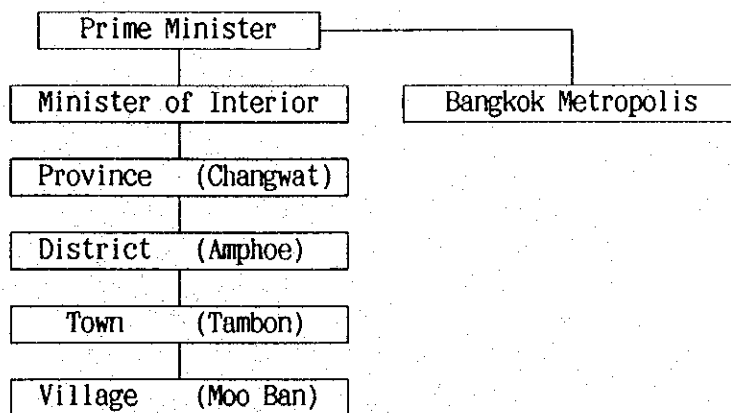 Prime Minister
Minister of Interior
Bangkok Metropolis
Province (Changwat)
District (Amphoe)
Town (Tambon)
Village (Moo Ban)